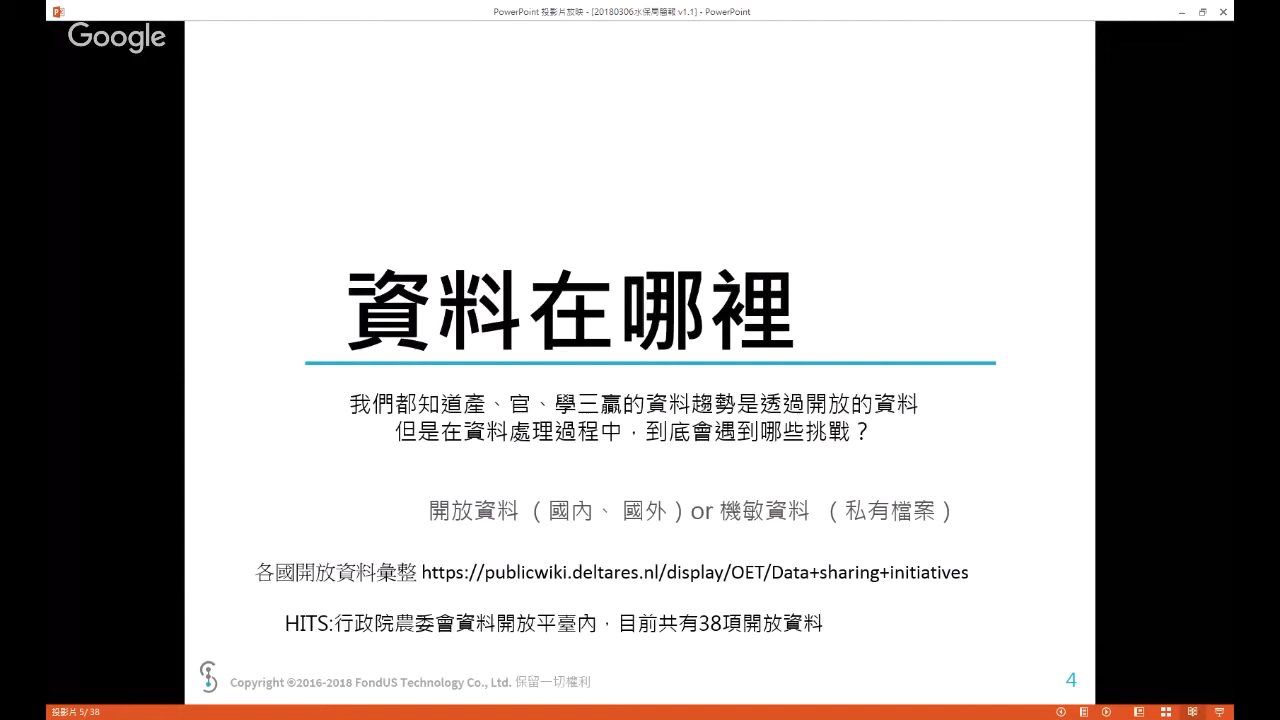 PowerPoint 投影片放映 - [20180306水保局簡報 v1.1] - PowerPoint
Google
資料在哪裡
我們都知道產、官、學三贏的資料趨勢是透過開放的資料
但是在資料處理過程中，到底會遇到哪些挑戰？
開放資料（國內、 國外）or 機敏資料 （私有檔案）
各國開放資料彙整 https://publicwiki.deltares.nl/display/OET/Data+sharing+initiatives
HITS:行政院農委會資料開放平臺內，目前共有38項開放資料
Copyright ©2016-2018 FondUS Technology Co., Ltd. 保留一切權利
4
投影片 5/ 38